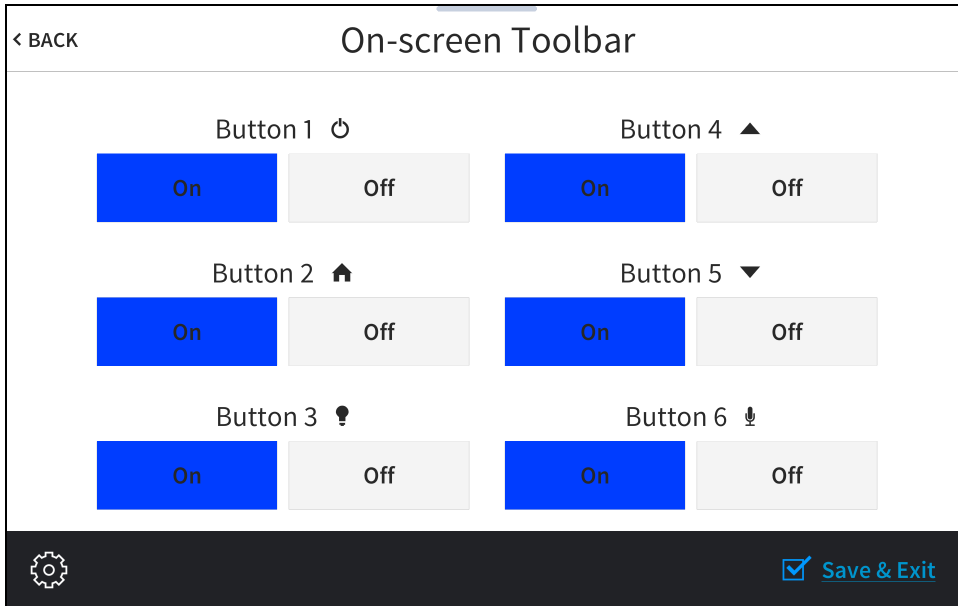 < BACK
On-screen Toolbar
Button 1
On Off
Button 4
On Off
Button 2
On Off
Button 5
On Off
Button 3
On Off
Button 6
On Off
Save & Exit